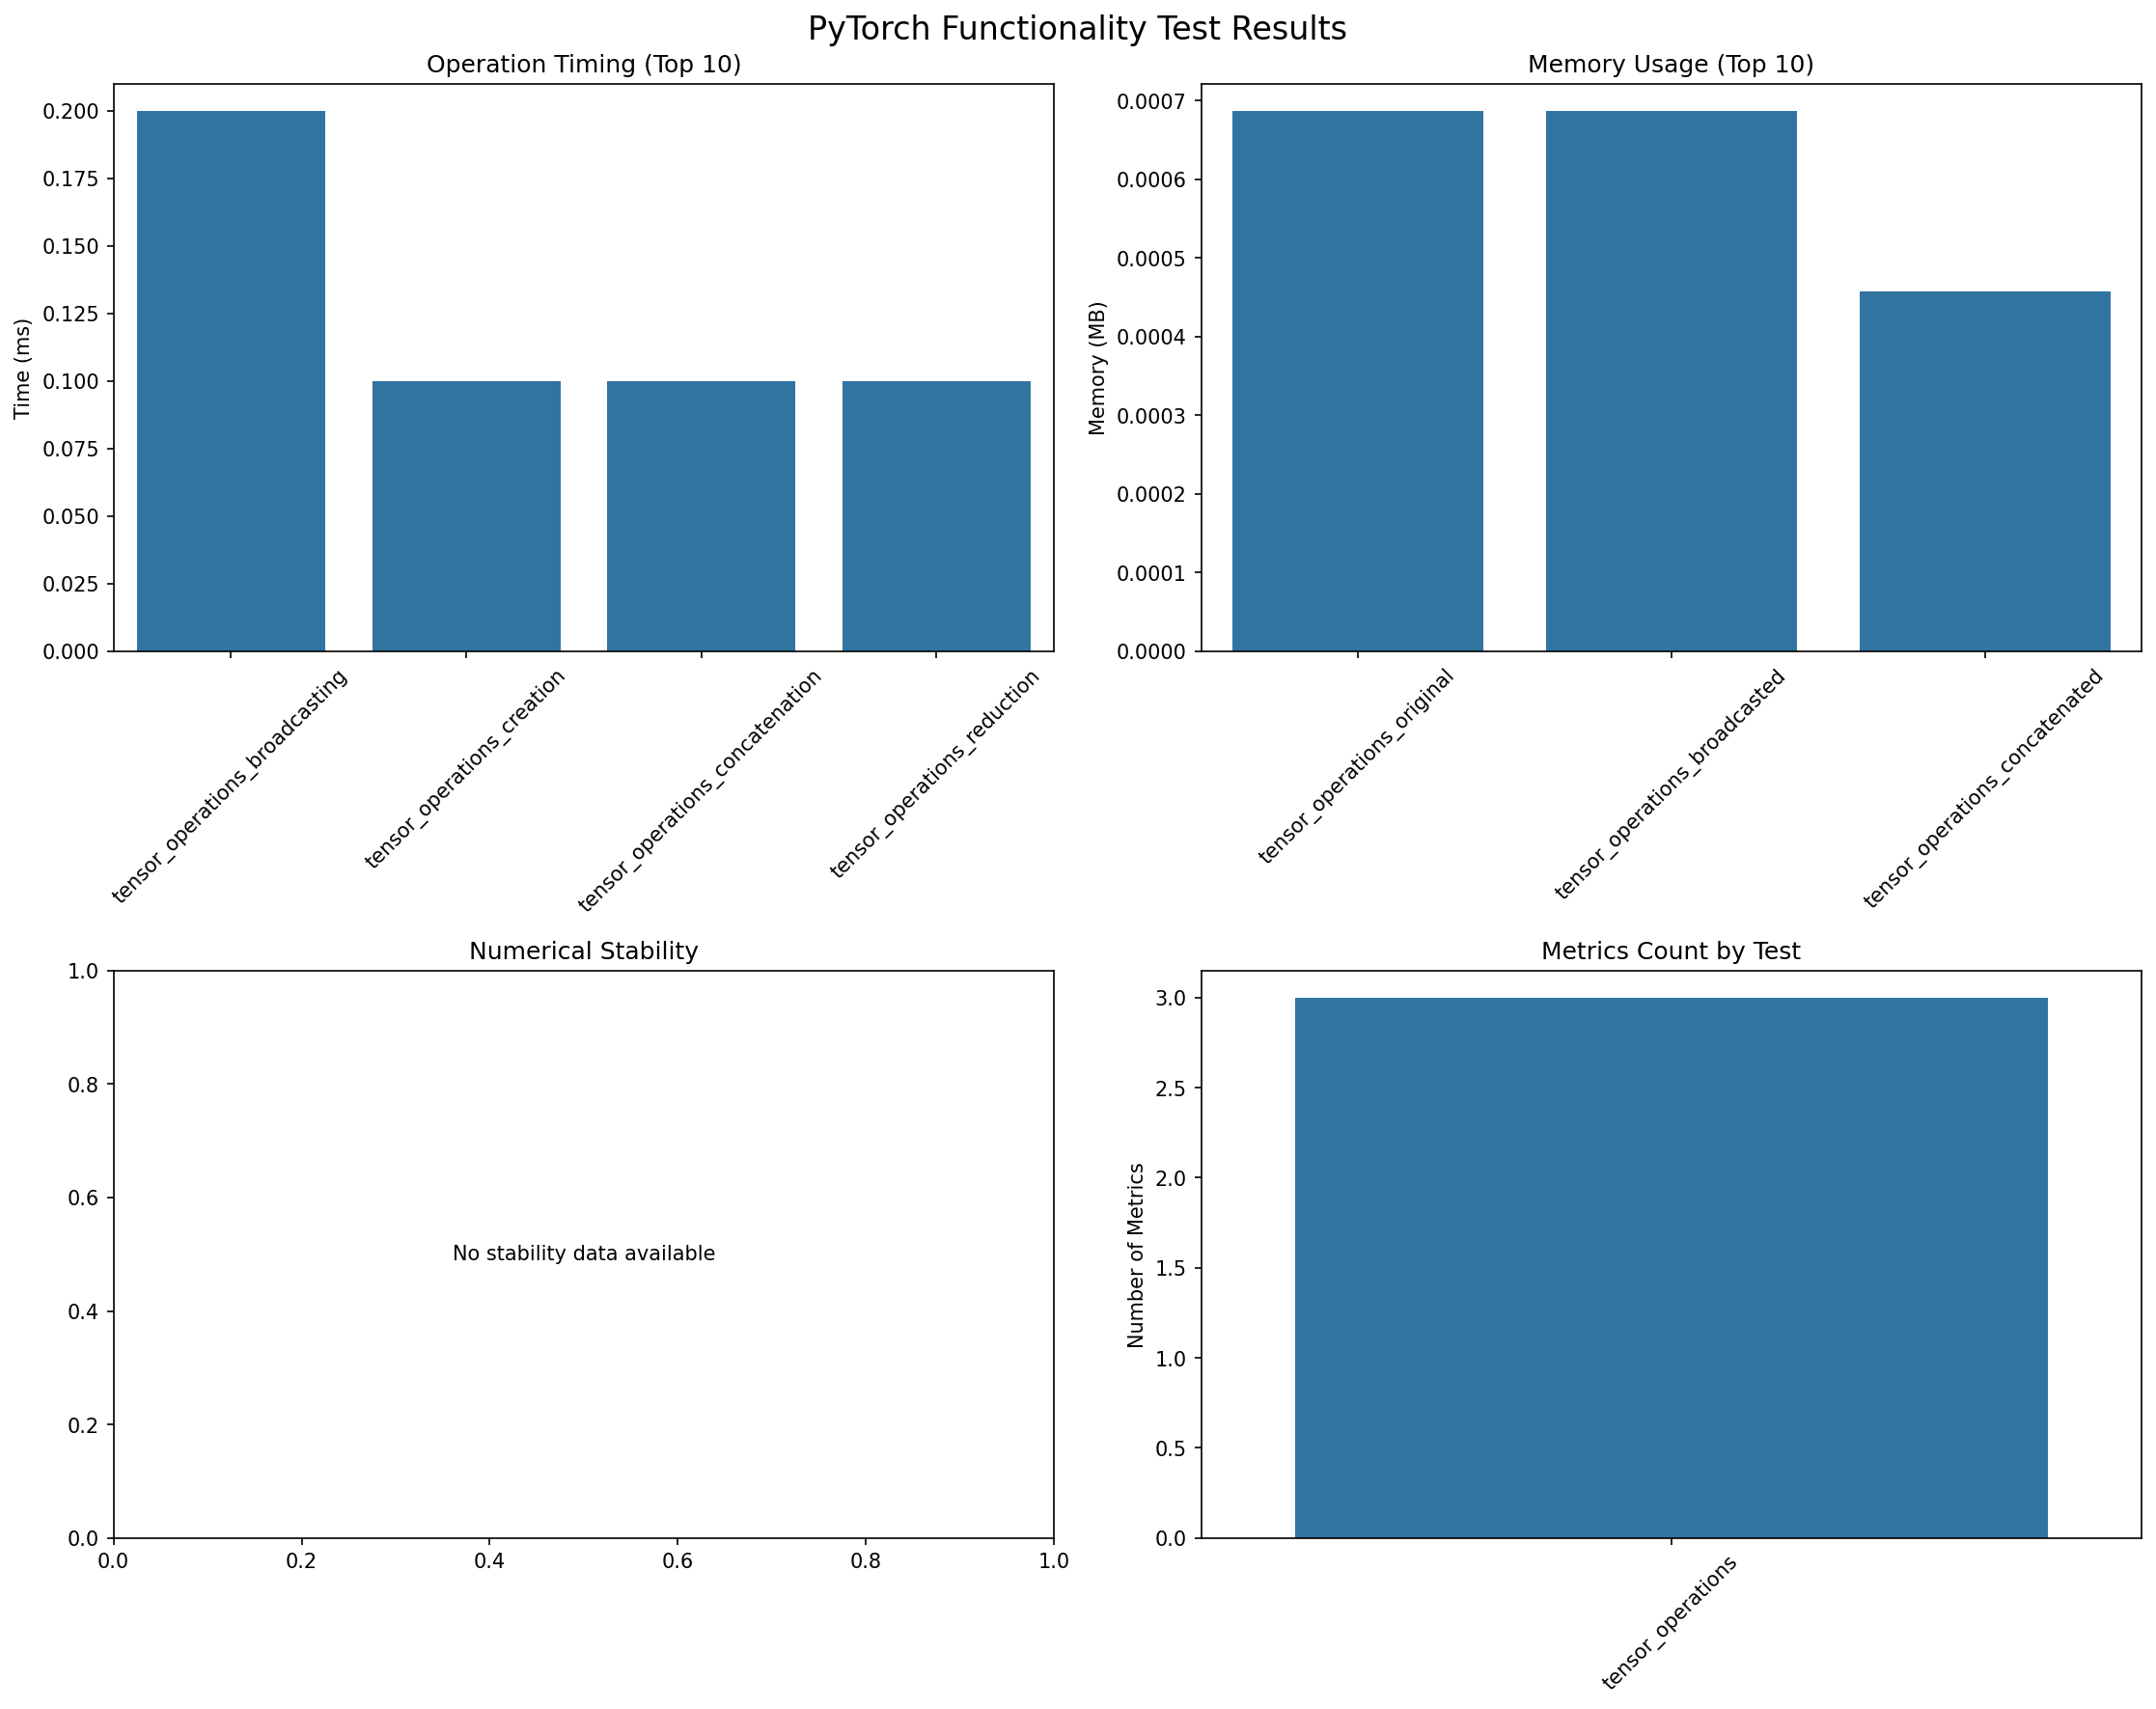 PyTorch Functionality Test Results
Operation Timing (Top 10)
Time (ms)
0.200
0.175
0.150
0.125
0.100
0.075
0.050
0.025
0.000
tensor_operations_broadcasting
tensor_operations_creation
tensor_operations_concatenation
tensor_operations_reduction
Memory Usage (Top 10)
Memory (MB)
0.0007
0.0006
0.0005
0.0004
0.0003
0.0002
0.0001
0.0000
tensor_operations_original
tensor_operations_broadcasted
tensor_operations_concatenated
Numerical Stability
1.0
0.8
0.6
0.4
0.2
0.0
No stability data available
0.0 0.2 0.4 0.6 0.8 1.0
Metrics Count by Test
Number of Metrics
3.0
2.5
2.0
1.5
1.0
0.5
0.0
tensor_operations